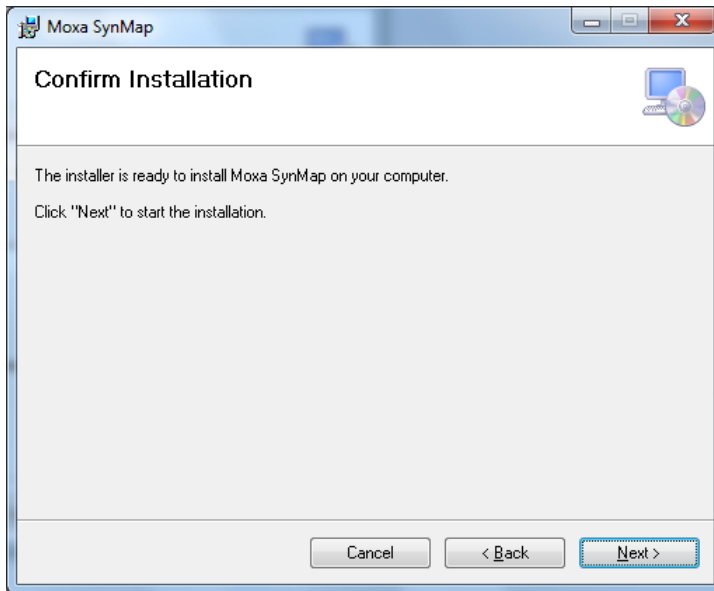 Moxa SynMap
Confirm Installation
The installer is ready to install Moxa SynMap on your computer.
Click "Next" to start the installation.
Cancel
< Back
Next >